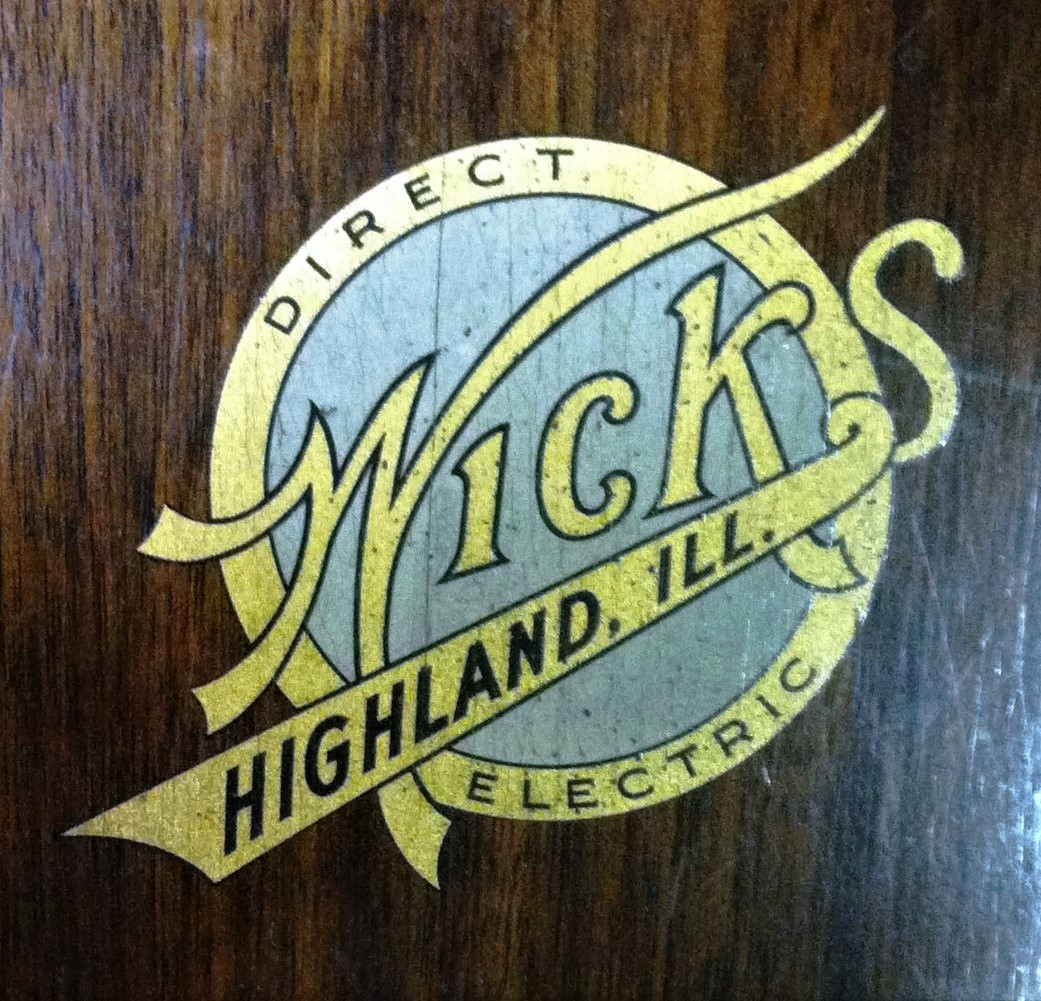 DIRECT
WICKS
HIGHLAND, ILL.
ELECTRIC